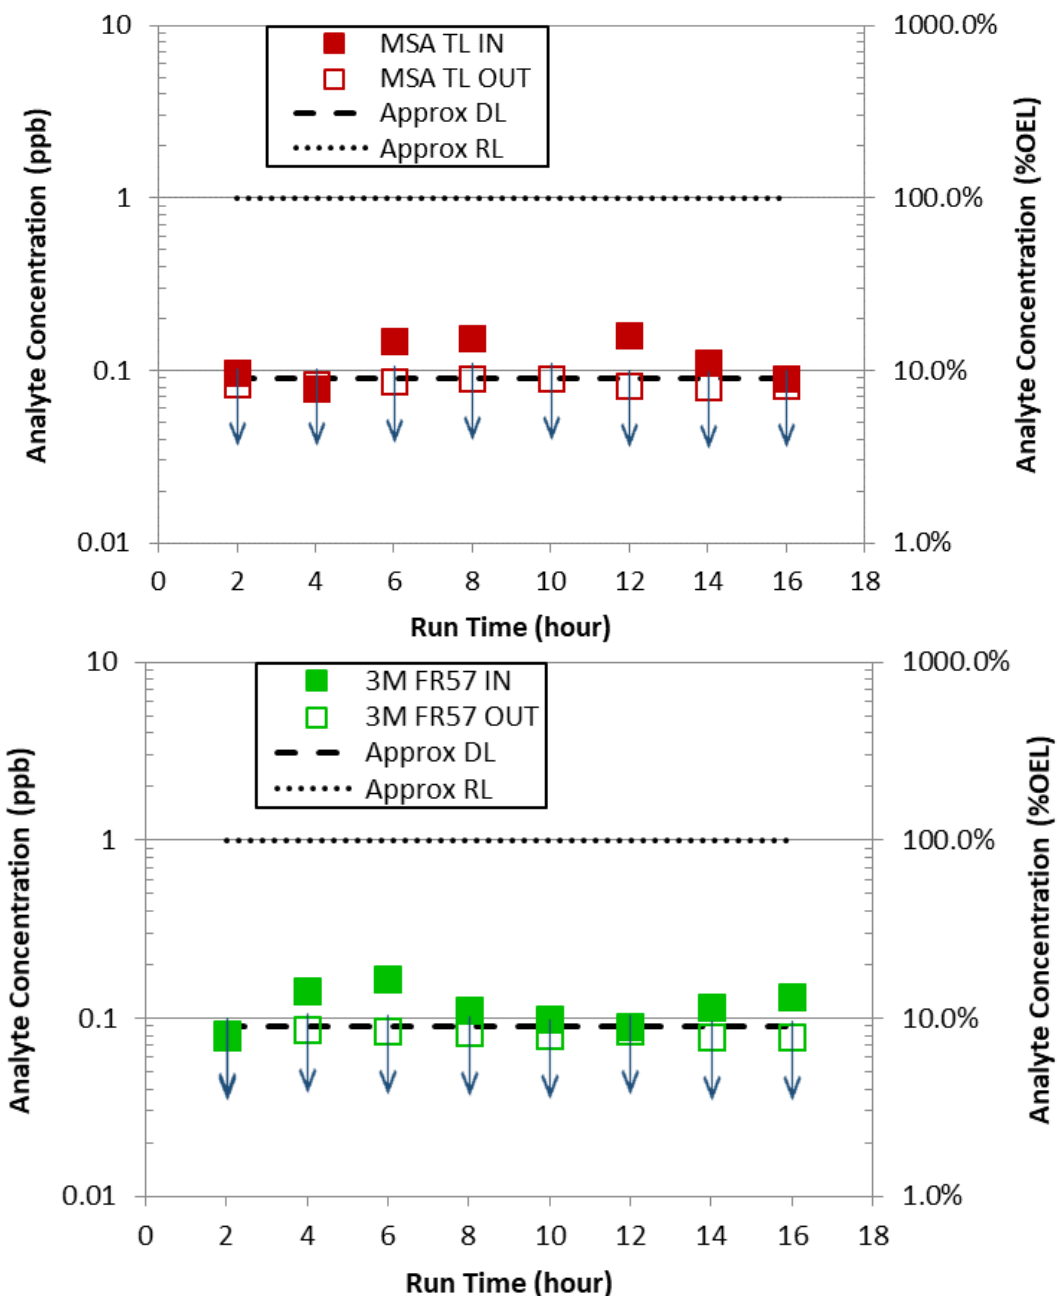 10
1000.0%
MSA TL IN
MSA TL OUT
Approx DL
Approx RL
1
100.0%
0.1
10.0%
0.01
1.0%
0 2 4 6 8 10 12 14 16 18
Run Time (hour)
Analyte Concentration (ppb)
Analyte Concentration (%OEL)
10
1000.0%
3M FR57 IN
3M FR57 OUT
Approx DL
Approx RL
1
100.0%
0.1
10.0%
0.01
1.0%
0 2 4 6 8 10 12 14 16 18
Run Time (hour)
Analyte Concentration (ppb)
Analyte Concentration (%OEL)